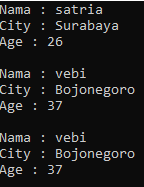 Nama : satria
City : Surabaya
Age : 26
Nama : vebi
City : Bojonegoro
Age : 37
Nama : vebi
City : Bojonegoro
Age : 37